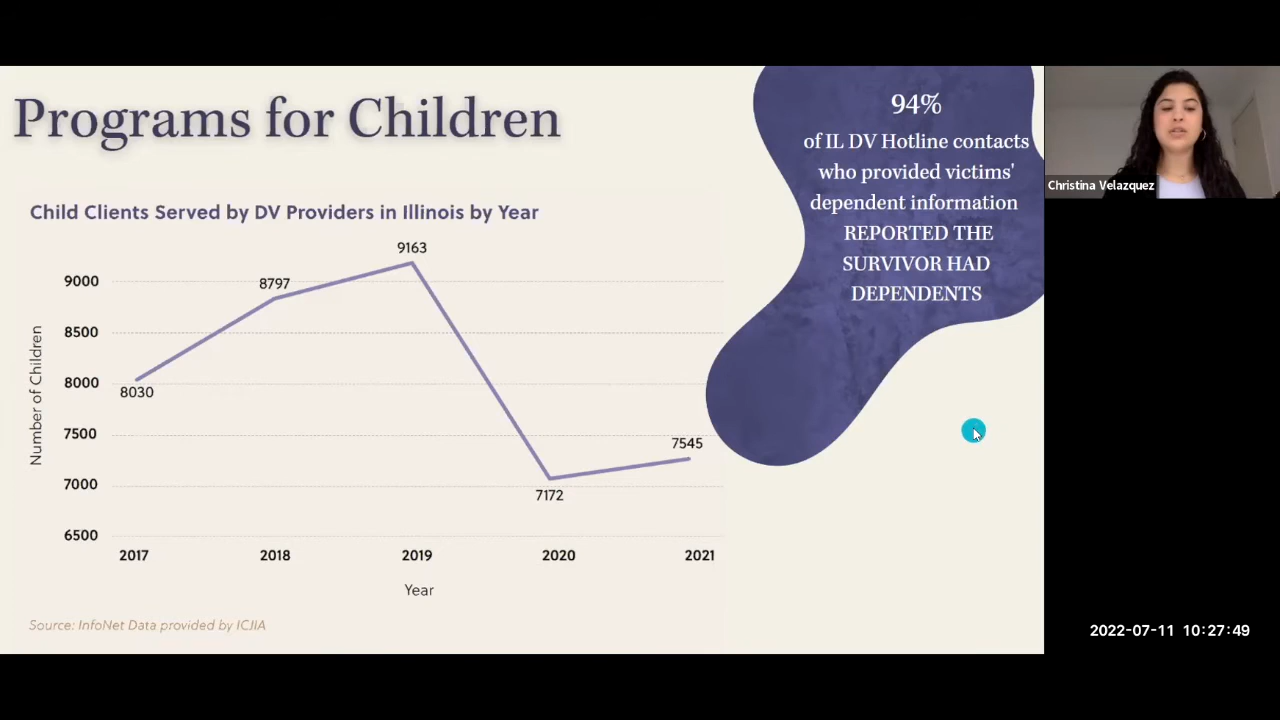 Programs for Children
94%
of IL DV Hotline contacts
who provided victims'
dependent information
REPORTED THE
SURVIVOR HAD
DEPENDENTS
Christina Velazquez
Child Clients Served by DV Providers in Illinois by Year
Number of Children
9000
8500
8000
7500
7000
6500
8030
8797
9163
7172
7545
2017
2018
2019
2020
2021
Year
Source: InfoNet Data provided by ICJIA
2022-07-11 10:27:49